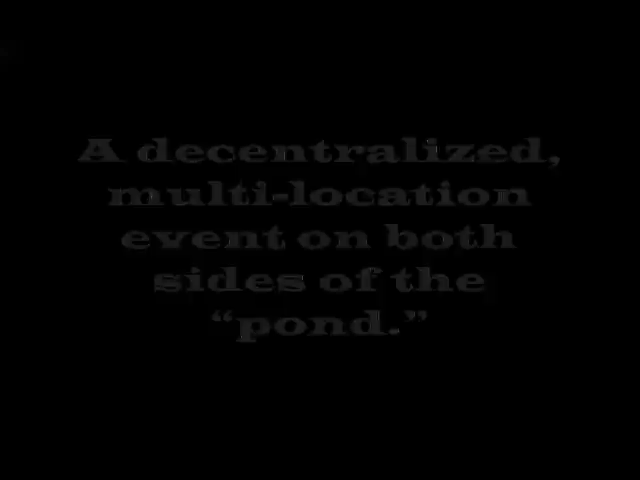 A decentralized,
multi-location
event on both
sides of the
“pond.”